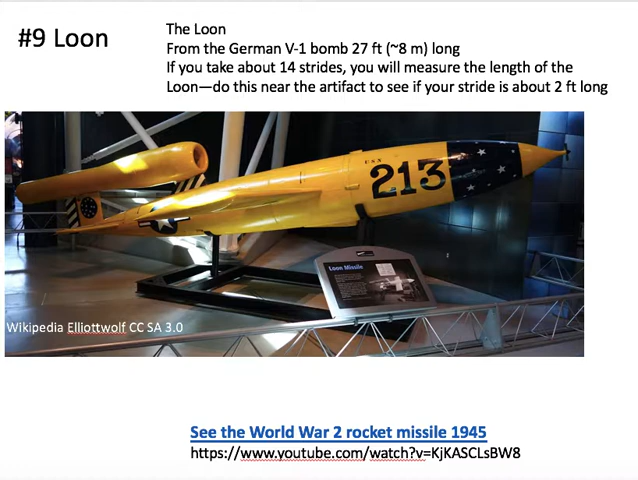 #9 Loon
The Loon
From the German V-1 bomb 27 ft (~8 m) long
If you take about 14 strides, you will measure the length of the
Loon—do this near the artifact to see if your stride is about 2 ft long
USN
213
Loon Missile
Wikipedia Elliottwolf CC SA 3.0
See the World War 2 rocket missile 1945
https://www.youtube.com/watch?v=KjKASCLsBW8